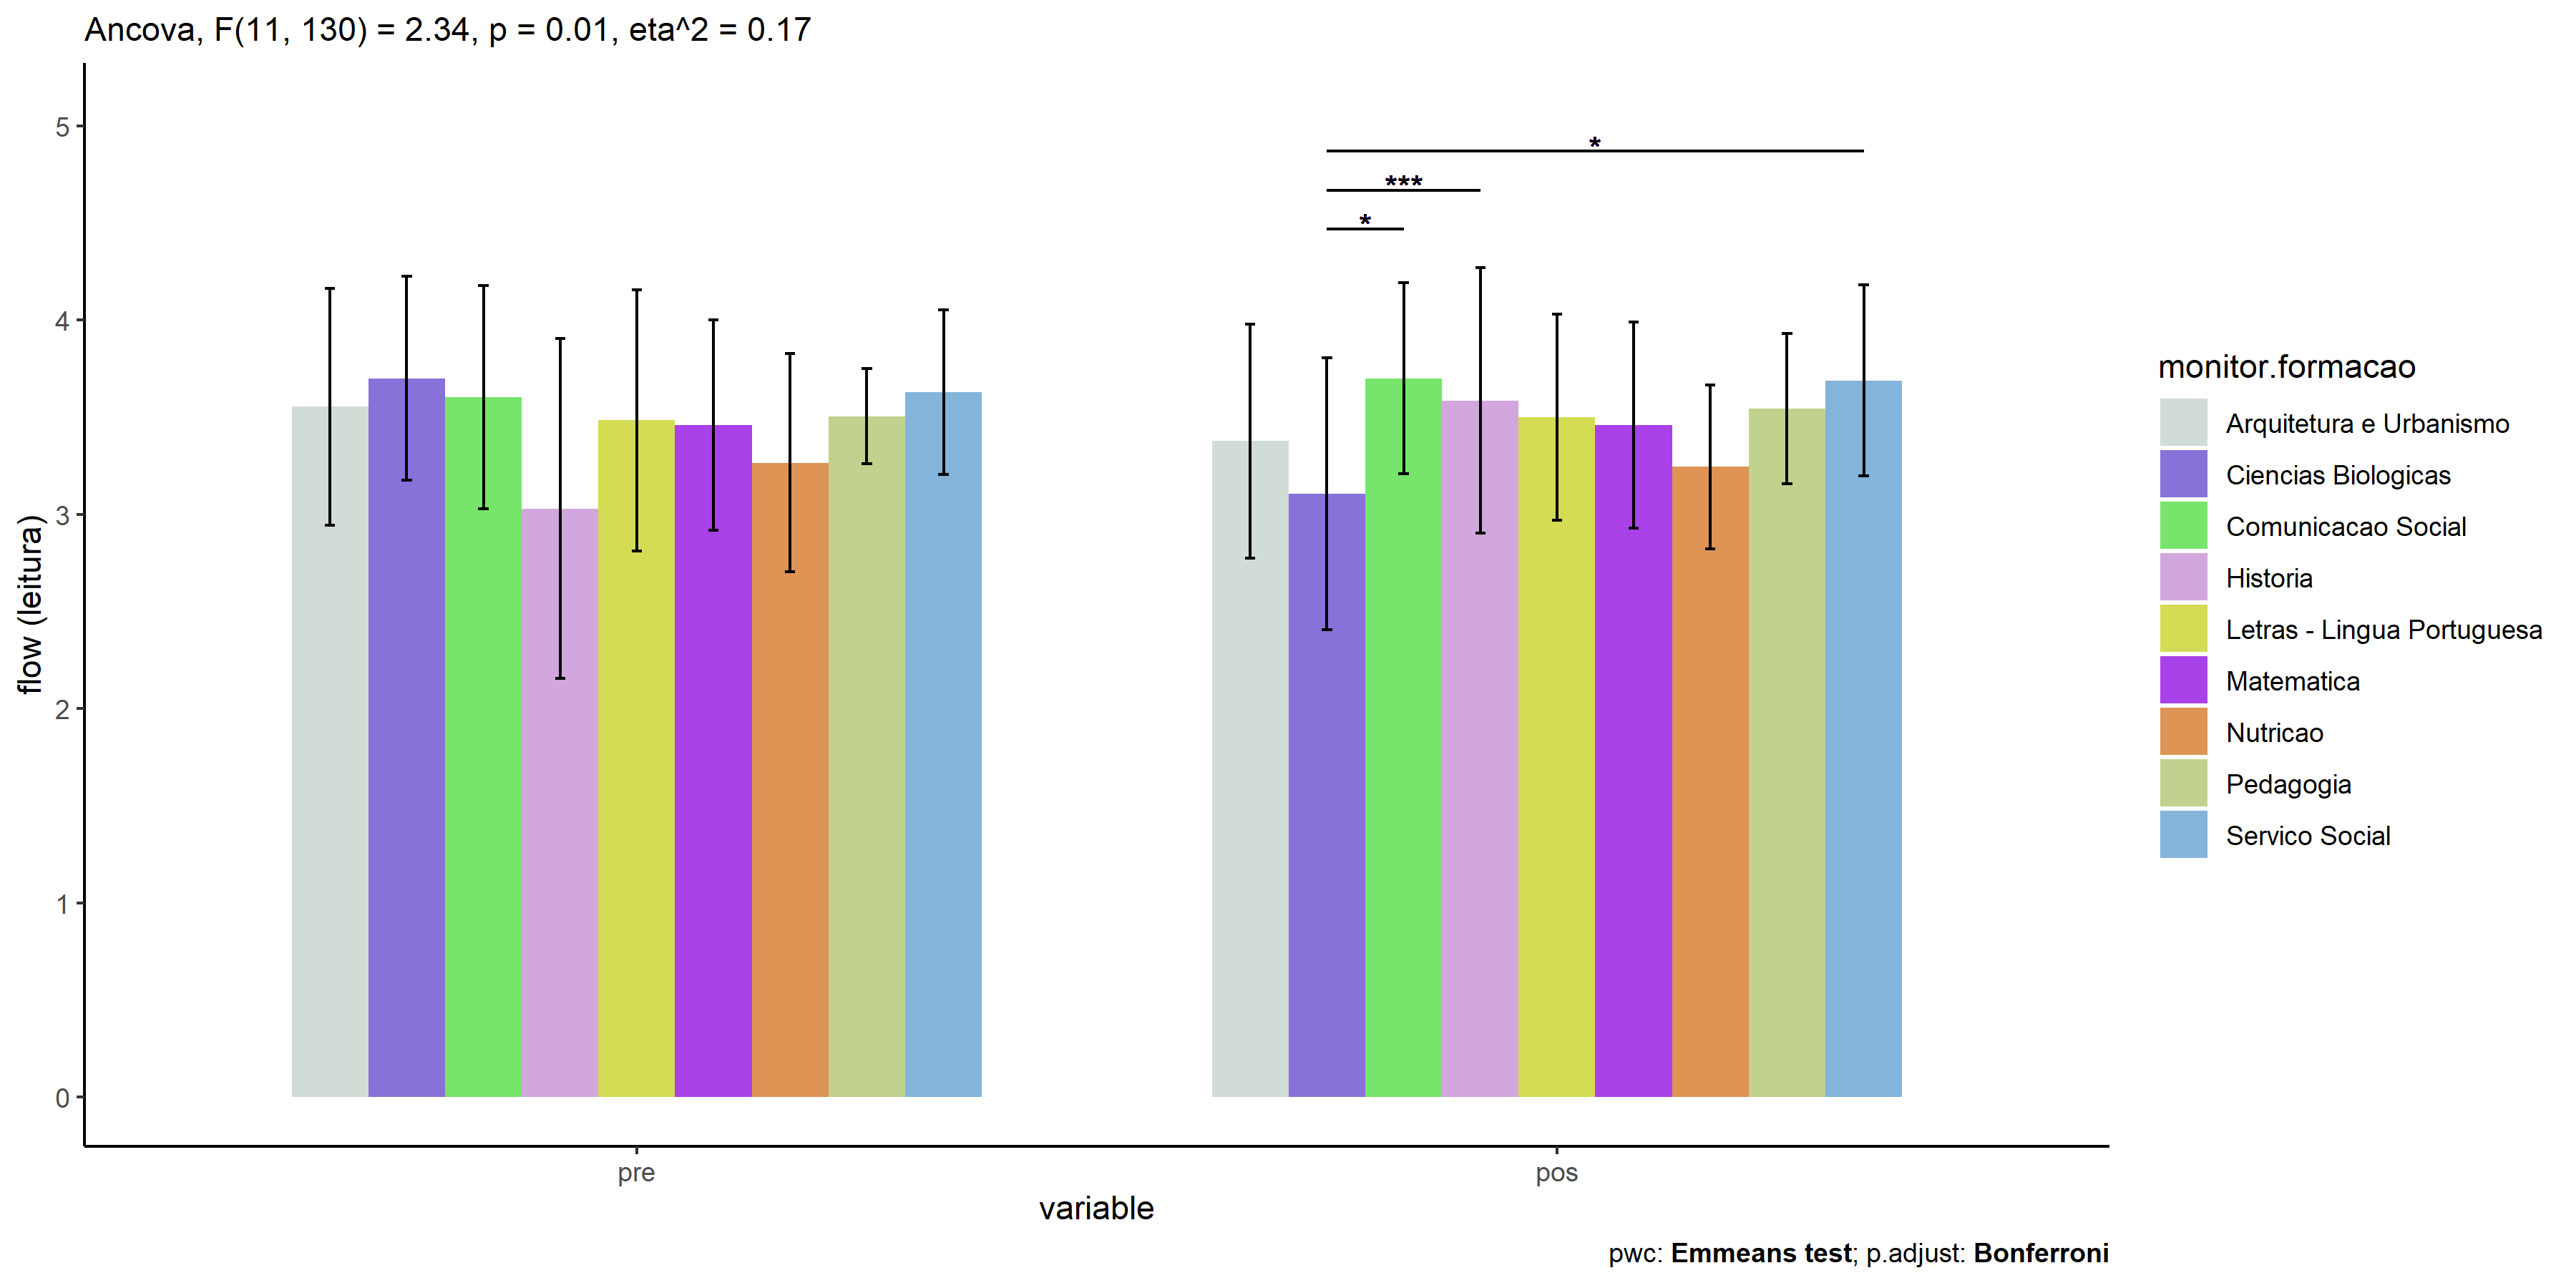 Ancova, F(11, 130) = 2.34, p = 0.01, eta^2 = 0.17
flow (leitura)
5
4
3
2
1
0
*
***
*
pre
pos
variable
monitor.formacao
Arquitetura e Urbanismo
Ciencias Biologicas
Comunicacao Social
Historia
Letras - Lingua Portuguesa
Matematica
Nutricao
Pedagogia
Servico Social
pwc: Emmeans test; p.adjust: Bonferroni